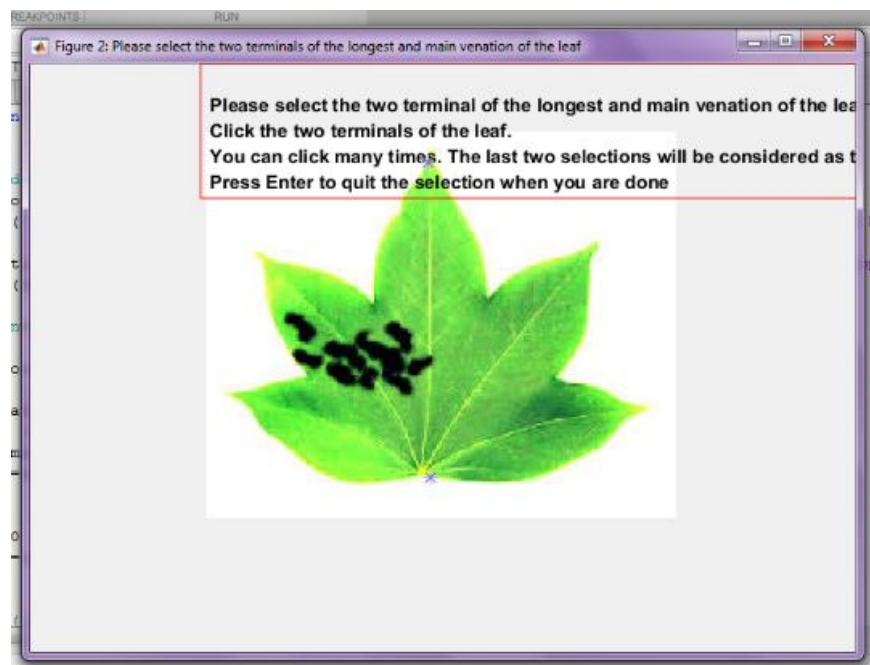 REAKPOINTS RUN
Figure 2: Please select the two terminals of the longest and main venation of the leaf
Please select the two terminal of the longest and main venation of the lea
Click the two terminals of the leaf.
You can click many times. The last two selections will be considered as t
Press Enter to quit the selection when you are done